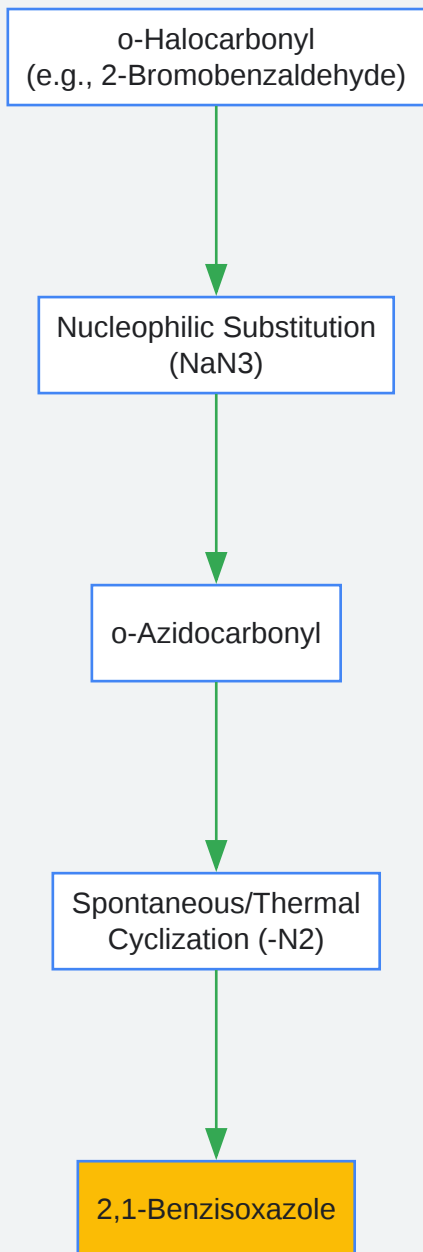 o-Halocarbonyl
(e.g., 2-Bromobenzaldehyde)
Nucleophilic Substitution
(NaN3)
o-Azidocarbonyl
Spontaneous/Thermal
Cyclization (-N2)
2,1-Benzisoxazole